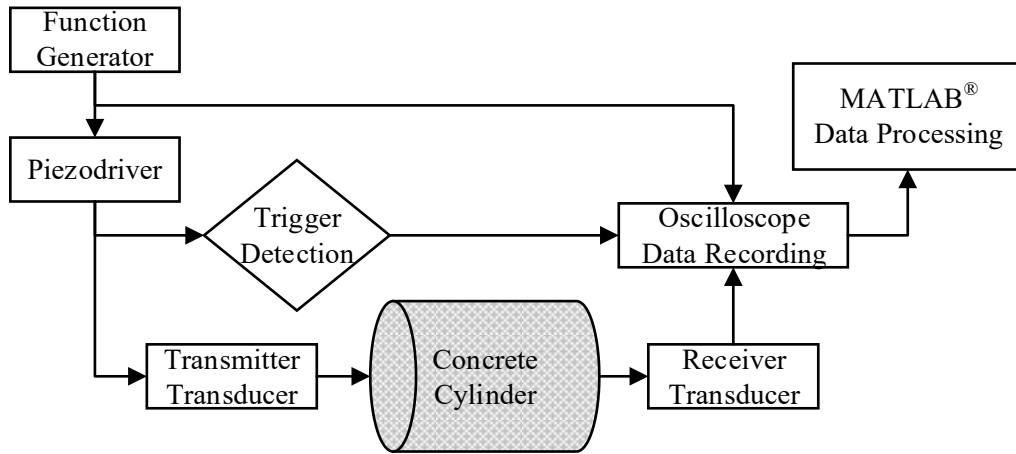 Function
Generator
MATLAB®
Data Processing
Piezodriver
Trigger
Detection
Oscilloscope
Data Recording
Transmitter
Transducer
Concrete
Cylinder
Receiver
Transducer